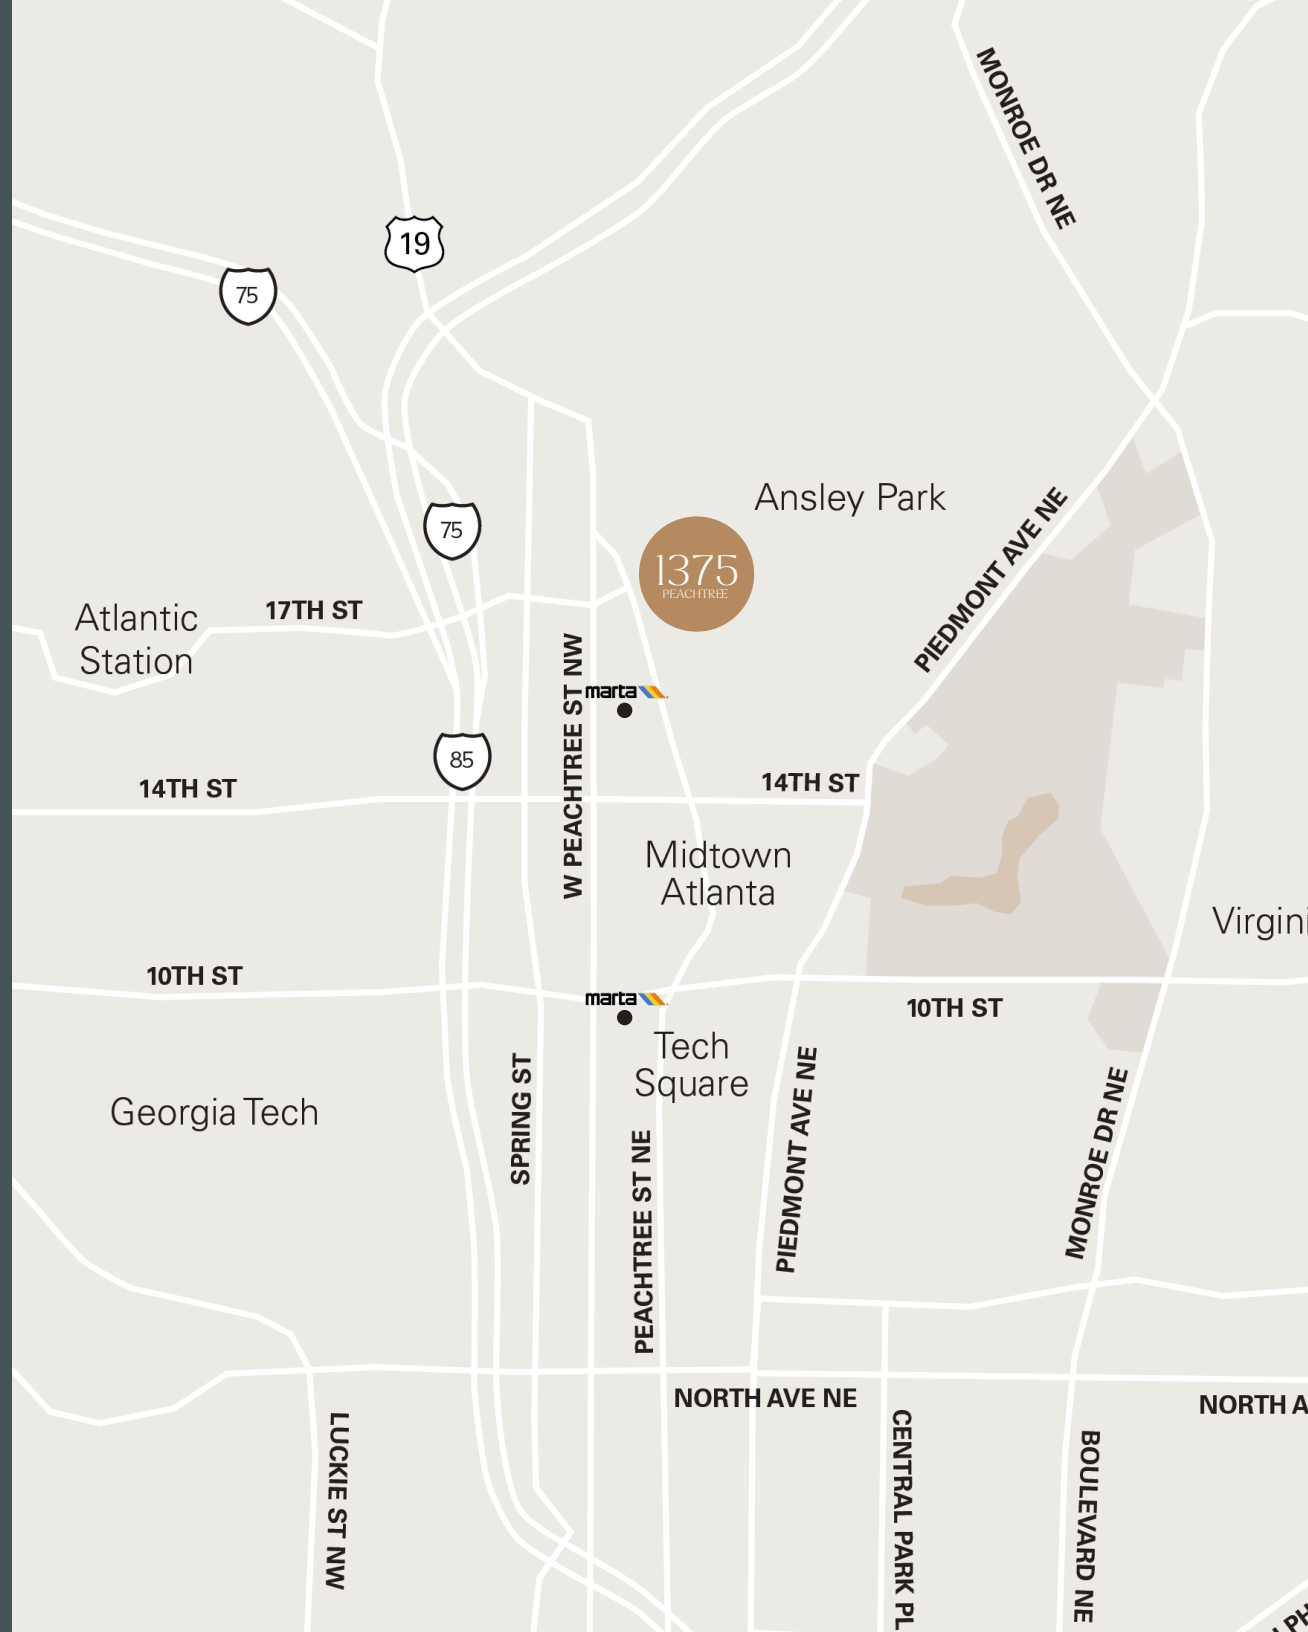 MONROE DR NE
19
75
Ansley Park
75
1375
PEACHTREE
PIEDMONT AVE NE
Atlantic
Station
17TH ST
W PEACHTREE ST NW
marta
85
14TH ST
14TH ST
Midtown
Atlanta
Virgini
10TH ST
marta
10TH ST
Tech
Square
Georgia Tech
SPRING ST
PEACHTREE ST NE
PIEDMONT AVE NE
MONROE DR NE
NORTH AVE NE
NORTH A
LUCKIE ST NW
CENTRAL PARK PL
BOULEVARD NE
LPH